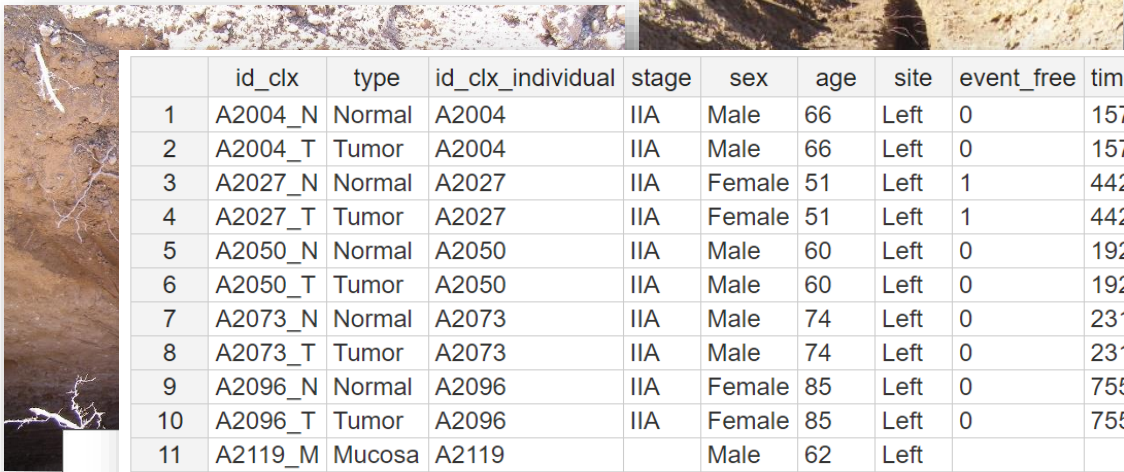 id_clx type id_clx_individual stage sex age site event_free
1 A2004_N Normal A2004 IIA Male 66 Left 0
2 A2004_T Tumor A2004 IIA Male 66 Left 0
3 A2027_N Normal A2027 IIA Female 51 Left 1
4 A2027_T Tumor A2027 IIA Female 51 Left 1
5 A2050_N Normal A2050 IIA Male 60 Left 0
6 A2050_T Tumor A2050 IIA Male 60 Left 0
7 A2073_N Normal A2073 IIA Male 74 Left 0
8 A2073_T Tumor A2073 IIA Male 74 Left 0
9 A2096_N Normal A2096 IIA Female 85 Left 0
10 A2096_T Tumor A2096 IIA Female 85 Left 0
11 A2119_M Mucosa A2119 Male 62 Left